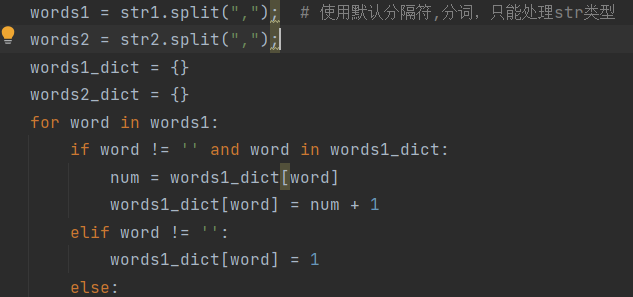 words1 = str1.split(",");  # 使用默认分隔符,分词，只能处理str类型
words2 = str2.split(",");
words1_dict = {}
words2_dict = {}
for word in words1:
    if word != '' and word in words1_dict:
        num = words1_dict[word]
        words1_dict[word] = num + 1
    elif word != '':
        words1_dict[word] = 1
    else: